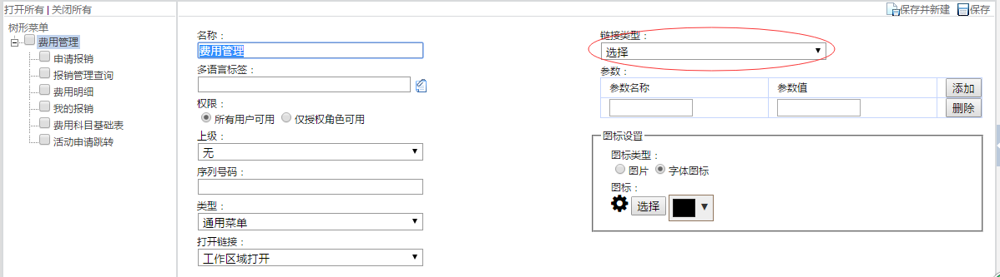 打开所有 | 关闭所有
保存并新建 保存
树形菜单
费用管理
申请报销
报销管理查询
费用明细
我的报销
费用科目基础表
活动申请跳转
名称：
费用管理
多语言标签：
权限：
所有用户可用 仅授权角色可用
上级：
无
序列号码：
类型：
通用菜单
打开链接：
工作区域打开
链接类型：
选择
参数：
参数名称 参数值 添加
删除
图标设置
图标类型：
图片 字体图标
图标：
选择